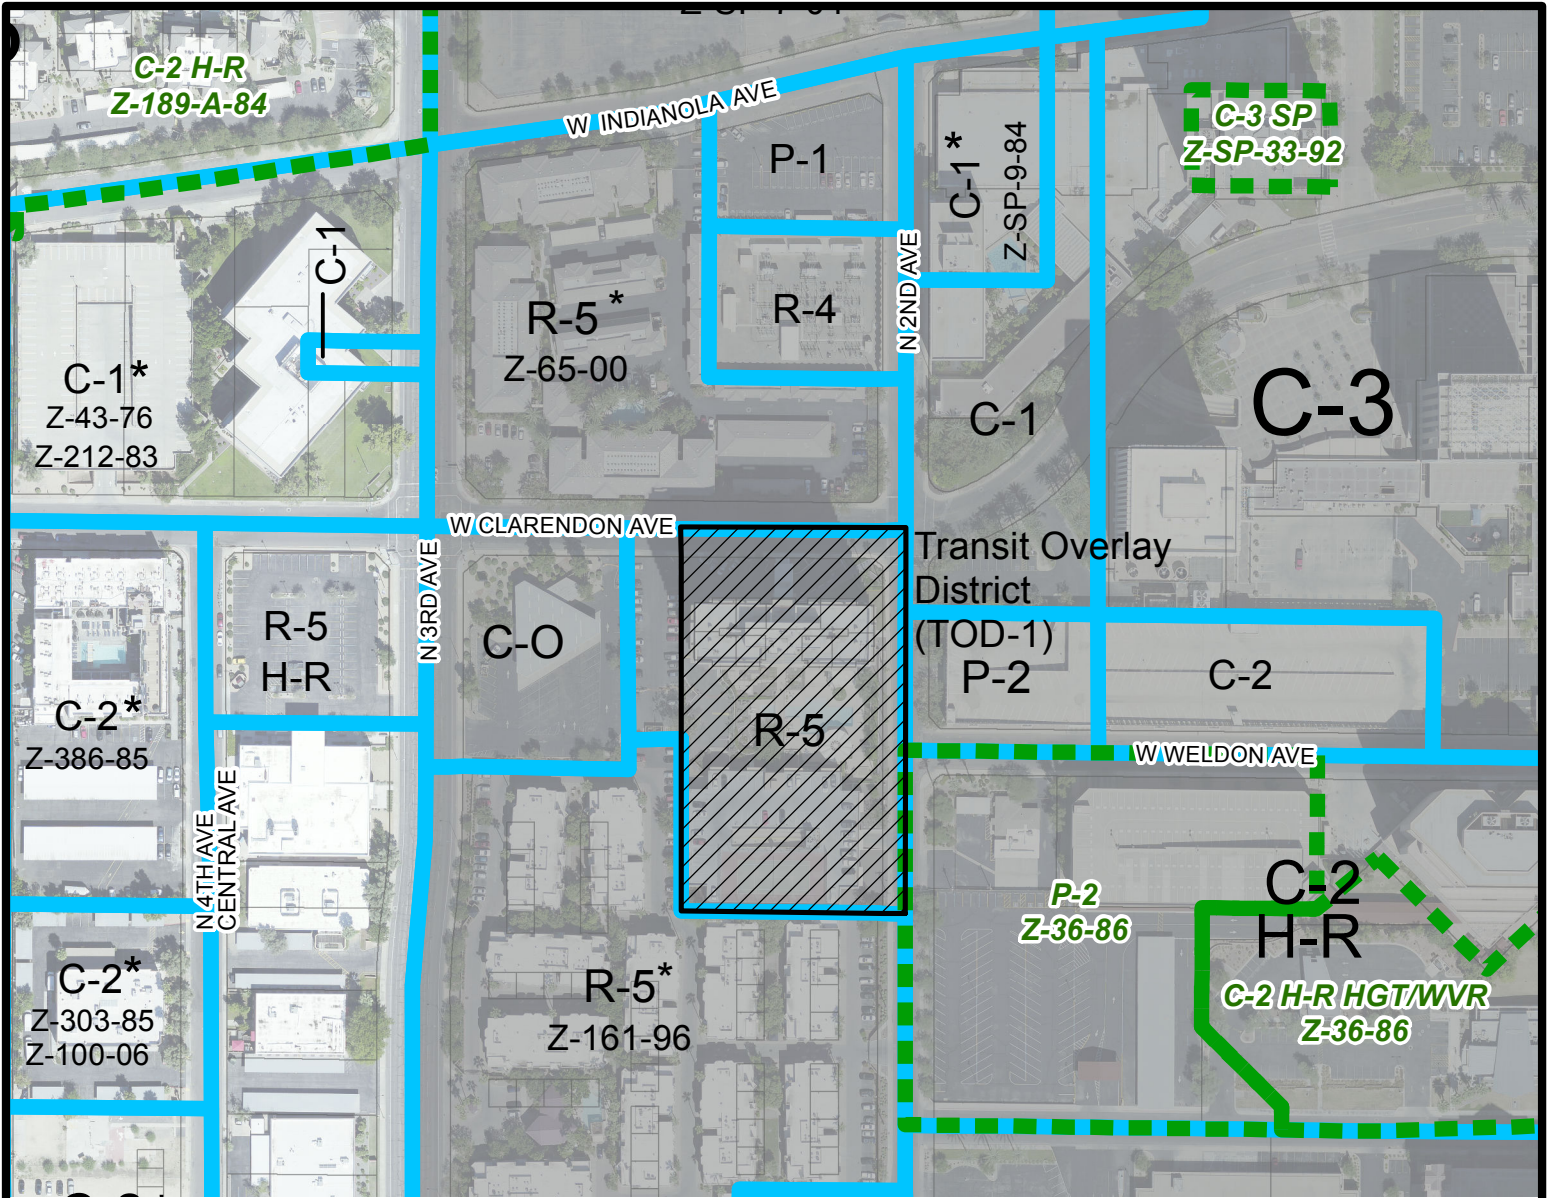 C-2 H-R
Z-189-A-84
W INDIANOLA AVE
P-1
C-1*
Z-SP-9-84
C-3 SP
Z-SP-33-92
C-1
C-1*
Z-43-76
Z-212-83
R-5*
Z-65-00
R-4
N 2ND AVE
C-1
C-3
W CLARENDON AVE
N 3RD AVE
Transit Overlay
District
(TOD-1)
R-5
H-R
C-O
C-2*
Z-386-85
R-5
P-2
C-2
W WELDON AVE
N 4TH AVE
CENTRAL AVE
P-2
Z-36-86
C-2
H-R
C-2 H-R HGT/WVR
Z-36-86
C-2*
Z-303-85
Z-100-06
R-5*
Z-161-96